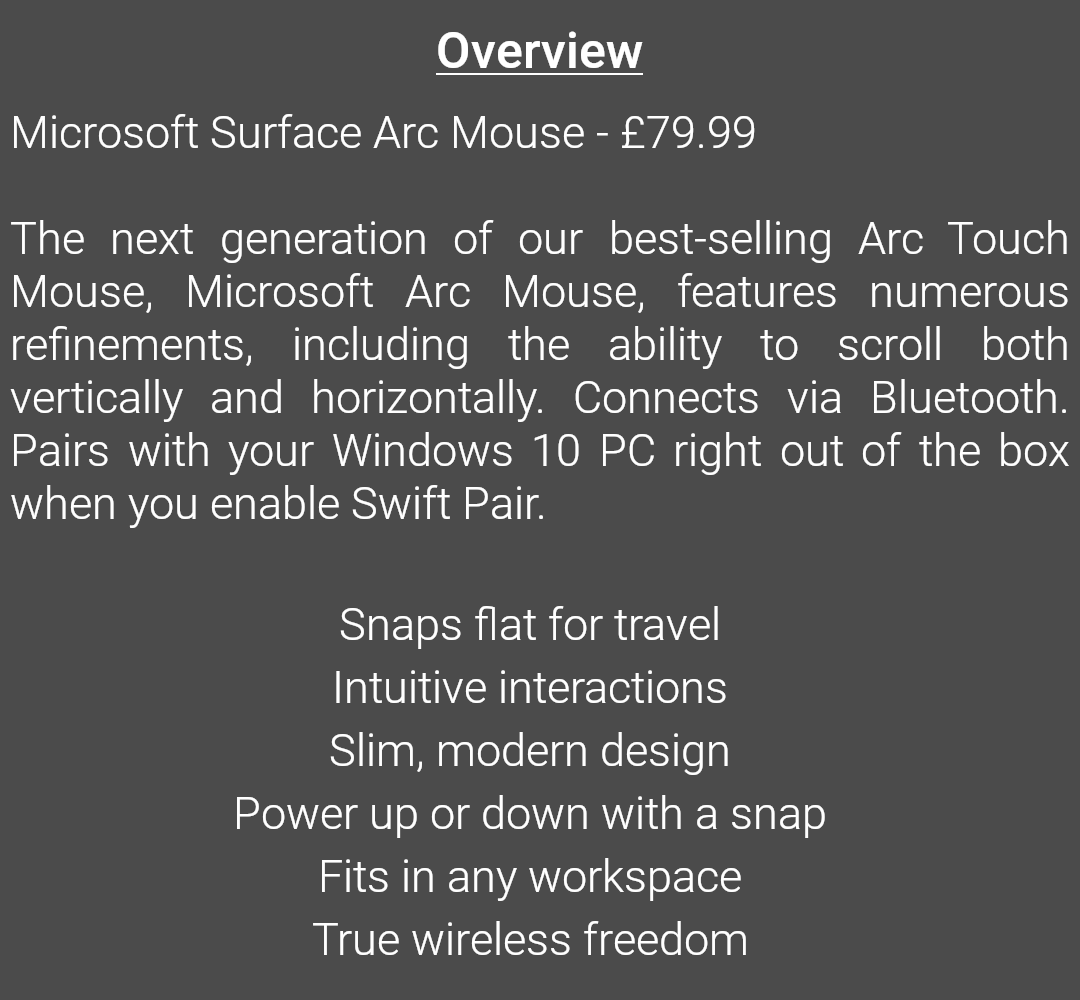 Overview
Microsoft Surface Arc Mouse - £79.99
The next generation of our best-selling Arc Touch
Mouse, Microsoft Arc Mouse, features numerous
refinements, including the ability to scroll both
vertically and horizontally. Connects via Bluetooth.
Pairs with your Windows 10 PC right out of the box
when you enable Swift Pair.
Snaps flat for travel
Intuitive interactions
Slim, modern design
Power up or down with a snap
Fits in any workspace
True wireless freedom